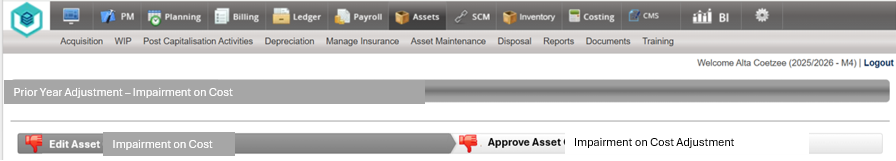 PM Planning Billing Ledger Payroll Assets SCM Inventory Costing CMS BI
Acquisition WIP Post Capitalisation Activities Depreciation Manage Insurance Asset Maintenance Disposal Reports Documents Training
Welcome Alta Coetzee (2025/2026 - M4) | Logout
Prior Year Adjustment – Impairment on Cost
Edit Asset Impairment on Cost Approve Asset Impairment on Cost Adjustment